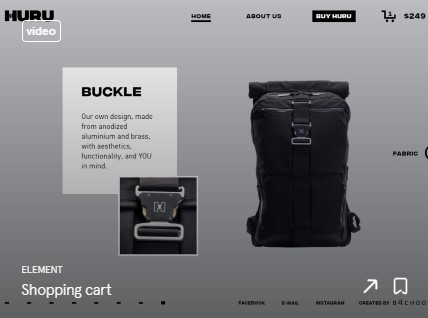 HURU
HOME
ABOUT US
BUY HURU
$249
video
BUCKLE
Our own design, made
from anodized
aluminium and brass,
with aesthetics,
functionality, and YOU
in mind.
FABRIC
ELEMENT
Shopping cart
FACEBOOK
E-MAIL
INSTAGRAM
CREATED BY